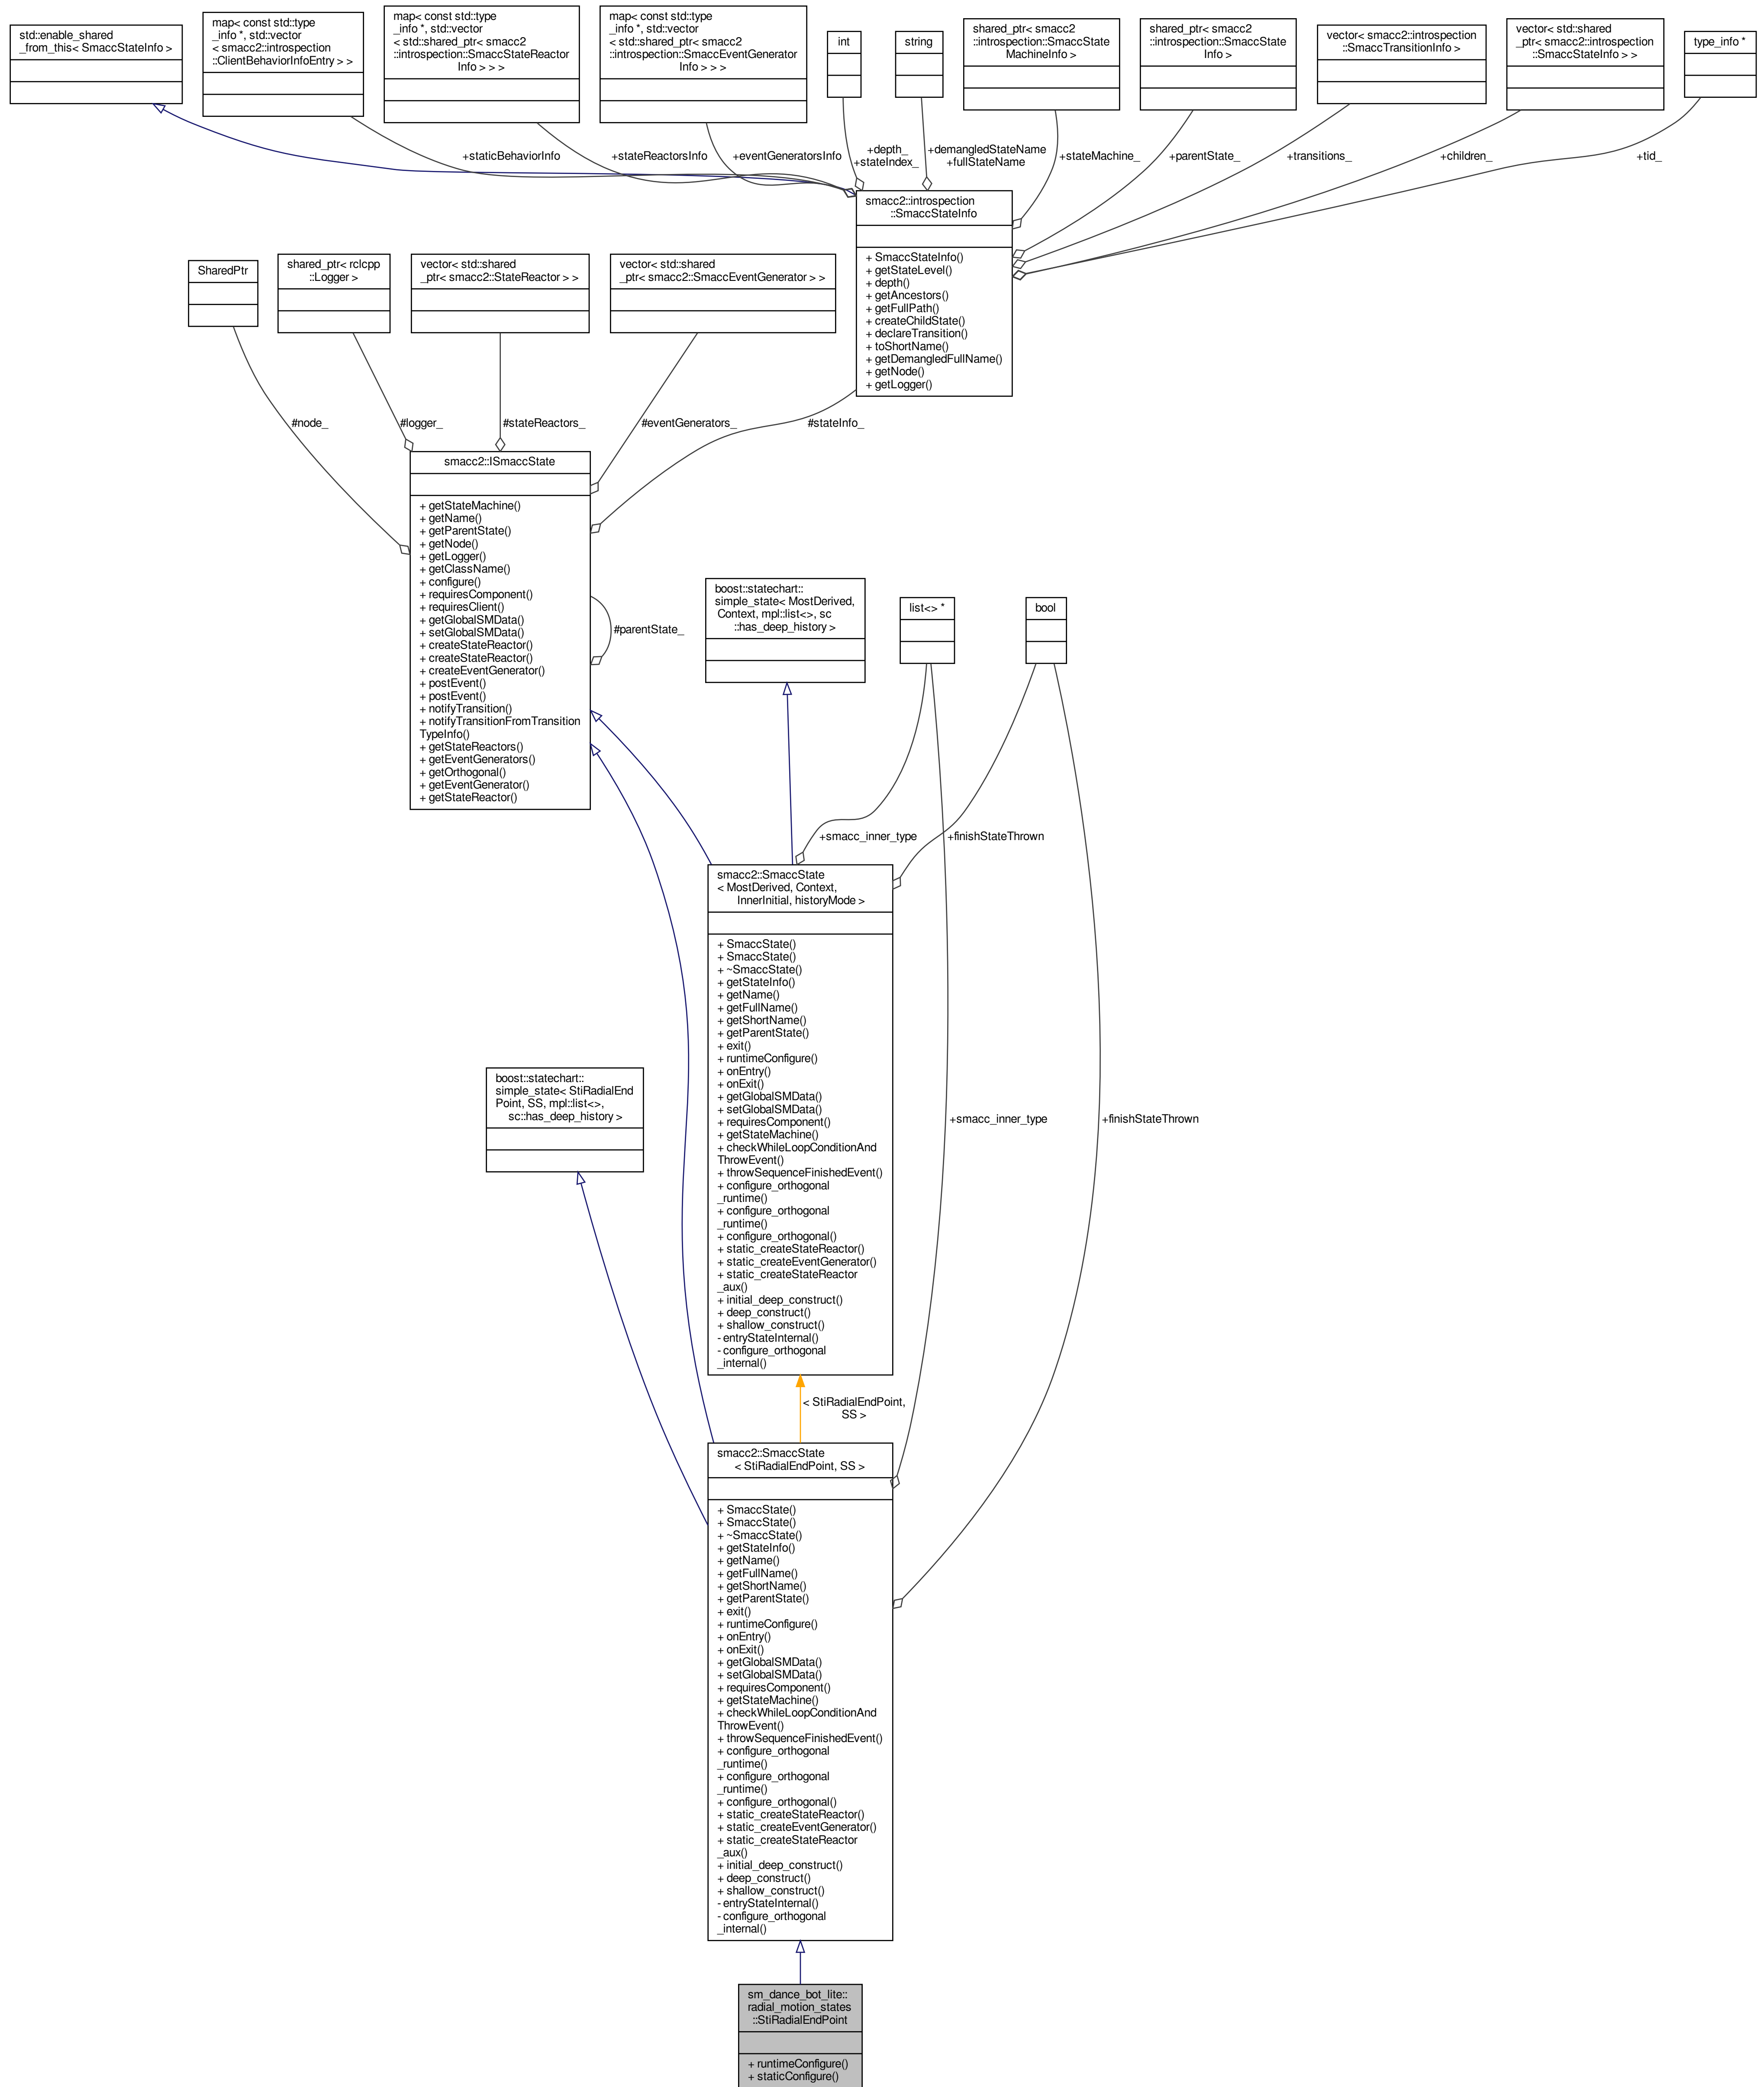 std::enable_shared
_from_this< SmaccStateInfo >
map< const std::type
_info *, std::vector
< smacc2::introspection
::ClientBehaviorInfoEntry > >
map< const std::type
_info *, std::vector
< std::shared_ptr< smacc2
::introspection::SmaccStateReactor
Info > > >
map< const std::type
_info *, std::vector
< std::shared_ptr< smacc2
::introspection::SmaccEventGenerator
Info > > >
int
string
shared_ptr< smacc2
::introspection::SmaccState
MachineInfo >
shared_ptr< smacc2
::introspection::SmaccState
Info >
vector< smacc2::introspection
::SmaccTransitionInfo >
vector< std::shared
_ptr< smacc2::introspection
::SmaccStateInfo > >
type_info *
+staticBehaviorInfo
+stateReactorsInfo
+eventGeneratorsInfo
+depth_
+stateIndex_
+demangledStateName
+fullStateName
+stateMachine_
+parentState_
+transitions_
+children_
+tid_
smacc2::introspection
::SmaccStateInfo
+ SmaccStateInfo()
+ getStateLevel()
+ depth()
+ getAncestors()
+ getFullPath()
+ createChildState()
+ declareTransition()
+ toShortName()
+ getDemangledFullName()
+ getNode()
+ getLogger()
SharedPtr
shared_ptr< rclcpp
::Logger >
vector< std::shared
_ptr< smacc2::StateReactor > >
vector< std::shared
_ptr< smacc2::SmaccEventGenerator > >
#node_
#logger_
#stateReactors_
#eventGenerators_
#stateInfo_
smacc2::ISmaccState
+ getStateMachine()
+ getName()
+ getParentState()
+ getNode()
+ getLogger()
+ getClassName()
+ configure()
+ requiresComponent()
+ requiresClient()
+ getGlobalSMData()
+ setGlobalSMData()
+ createStateReactor()
+ createStateReactor()
+ createEventGenerator()
+ postEvent()
+ postEvent()
+ notifyTransition()
+ notifyTransitionFromTransition
TypeInfo()
+ getStateReactors()
+ getEventGenerators()
+ getOrthogonal()
+ getEventGenerator()
+ getStateReactor()
#parentState_
boost::statechart::
simple_state< MostDerived,
Context, mpl::list<>, sc
::has_deep_history >
list<> *
bool
+smacc_inner_type
+finishStateThrown
smacc2::SmaccState
< MostDerived, Context,
InnerInitial, historyMode >
+ SmaccState()
+ SmaccState()
+ ~SmaccState()
+ getStateInfo()
+ getName()
+ getFullName()
+ getShortName()
+ getParentState()
+ exit()
+ runtimeConfigure()
+ onEntry()
+ onExit()
+ getGlobalSMData()
+ setGlobalSMData()
+ requiresComponent()
+ getStateMachine()
+ checkWhileLoopConditionAnd
ThrowEvent()
+ throwSequenceFinishedEvent()
+ configure_orthogonal
_runtime()
+ configure_orthogonal
_runtime()
+ configure_orthogonal()
+ static_createStateReactor()
+ static_createEventGenerator()
+ static_createStateReactor
_aux()
+ initial_deep_construct()
+ deep_construct()
+ shallow_construct()
- entryStateInternal()
- configure_orthogonal
_internal()
boost::statechart::
simple_state< StiRadialEnd
Point, SS, mpl::list<>,
sc::has_deep_history >
+smacc_inner_type
+finishStateThrown
< StiRadialEndPoint,
SS >
smacc2::SmaccState
< StiRadialEndPoint, SS >
+ SmaccState()
+ SmaccState()
+ ~SmaccState()
+ getStateInfo()
+ getName()
+ getFullName()
+ getShortName()
+ getParentState()
+ exit()
+ runtimeConfigure()
+ onEntry()
+ onExit()
+ getGlobalSMData()
+ setGlobalSMData()
+ requiresComponent()
+ getStateMachine()
+ checkWhileLoopConditionAnd
ThrowEvent()
+ throwSequenceFinishedEvent()
+ configure_orthogonal
_runtime()
+ configure_orthogonal
_runtime()
+ configure_orthogonal()
+ static_createStateReactor()
+ static_createEventGenerator()
+ static_createStateReactor
_aux()
+ initial_deep_construct()
+ deep_construct()
+ shallow_construct()
- entryStateInternal()
- configure_orthogonal
_internal()
sm_dance_bot_lite::
radial_motion_states
::StiRadialEndPoint
+ runtimeConfigure()
+ staticConfigure()